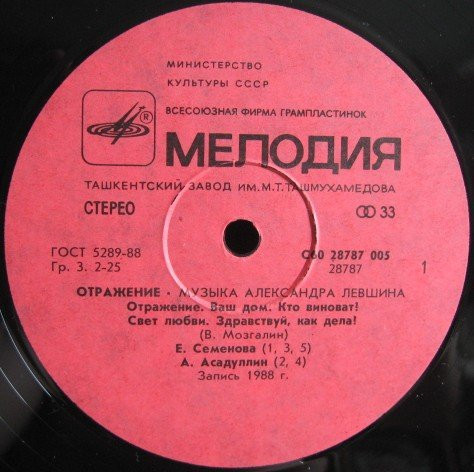 МИНИСТЕРСТВО
КУЛЬТУРЫ СССР
ВСЕСОЮЗНАЯ ФИРМА ГРАМПЛАСТИНОК
®
МЕЛОДИЯ
ТАШКЕНТСКИЙ ЗАВОД ИМ.М.Т.ТАШМУХАМЕДОВА
СТЕРЕО 33
ГОСТ 5289-88 С60 28787 005
Гр. 3. 2-25 28787 1
ОТРАЖЕНИЕ • МУЗЫКА АЛЕКСАНДРА ЛЕВШИНА
Отражение. Ваш дом. Кто виноват!
Свет любви. Здравствуй, как дела!
(В. Мозгалин)
Е. Семенова (1, 3, 5)
А. Асадуллин (2, 4)
Запись 1988 г.